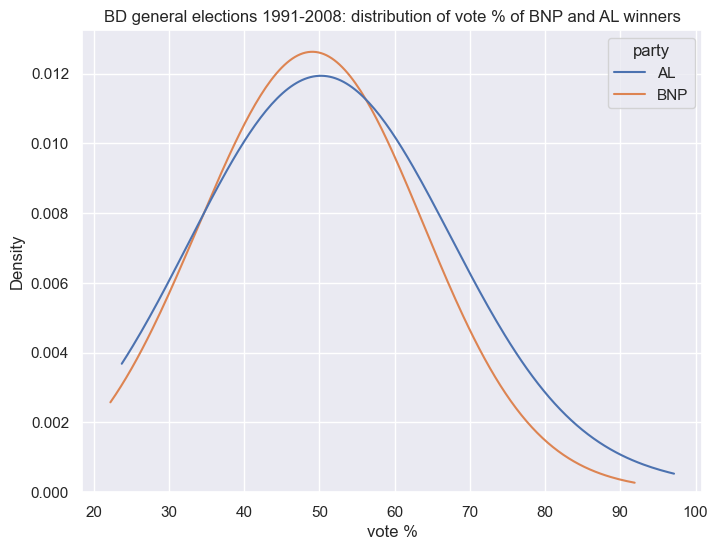 BD general elections 1991-2008: distribution of vote % of BNP and AL winners
party
AL
BNP
0.012
0.010
0.008
0.006
0.004
0.002
0.000
Density
20 30 40 50 60 70 80 90 100
vote %